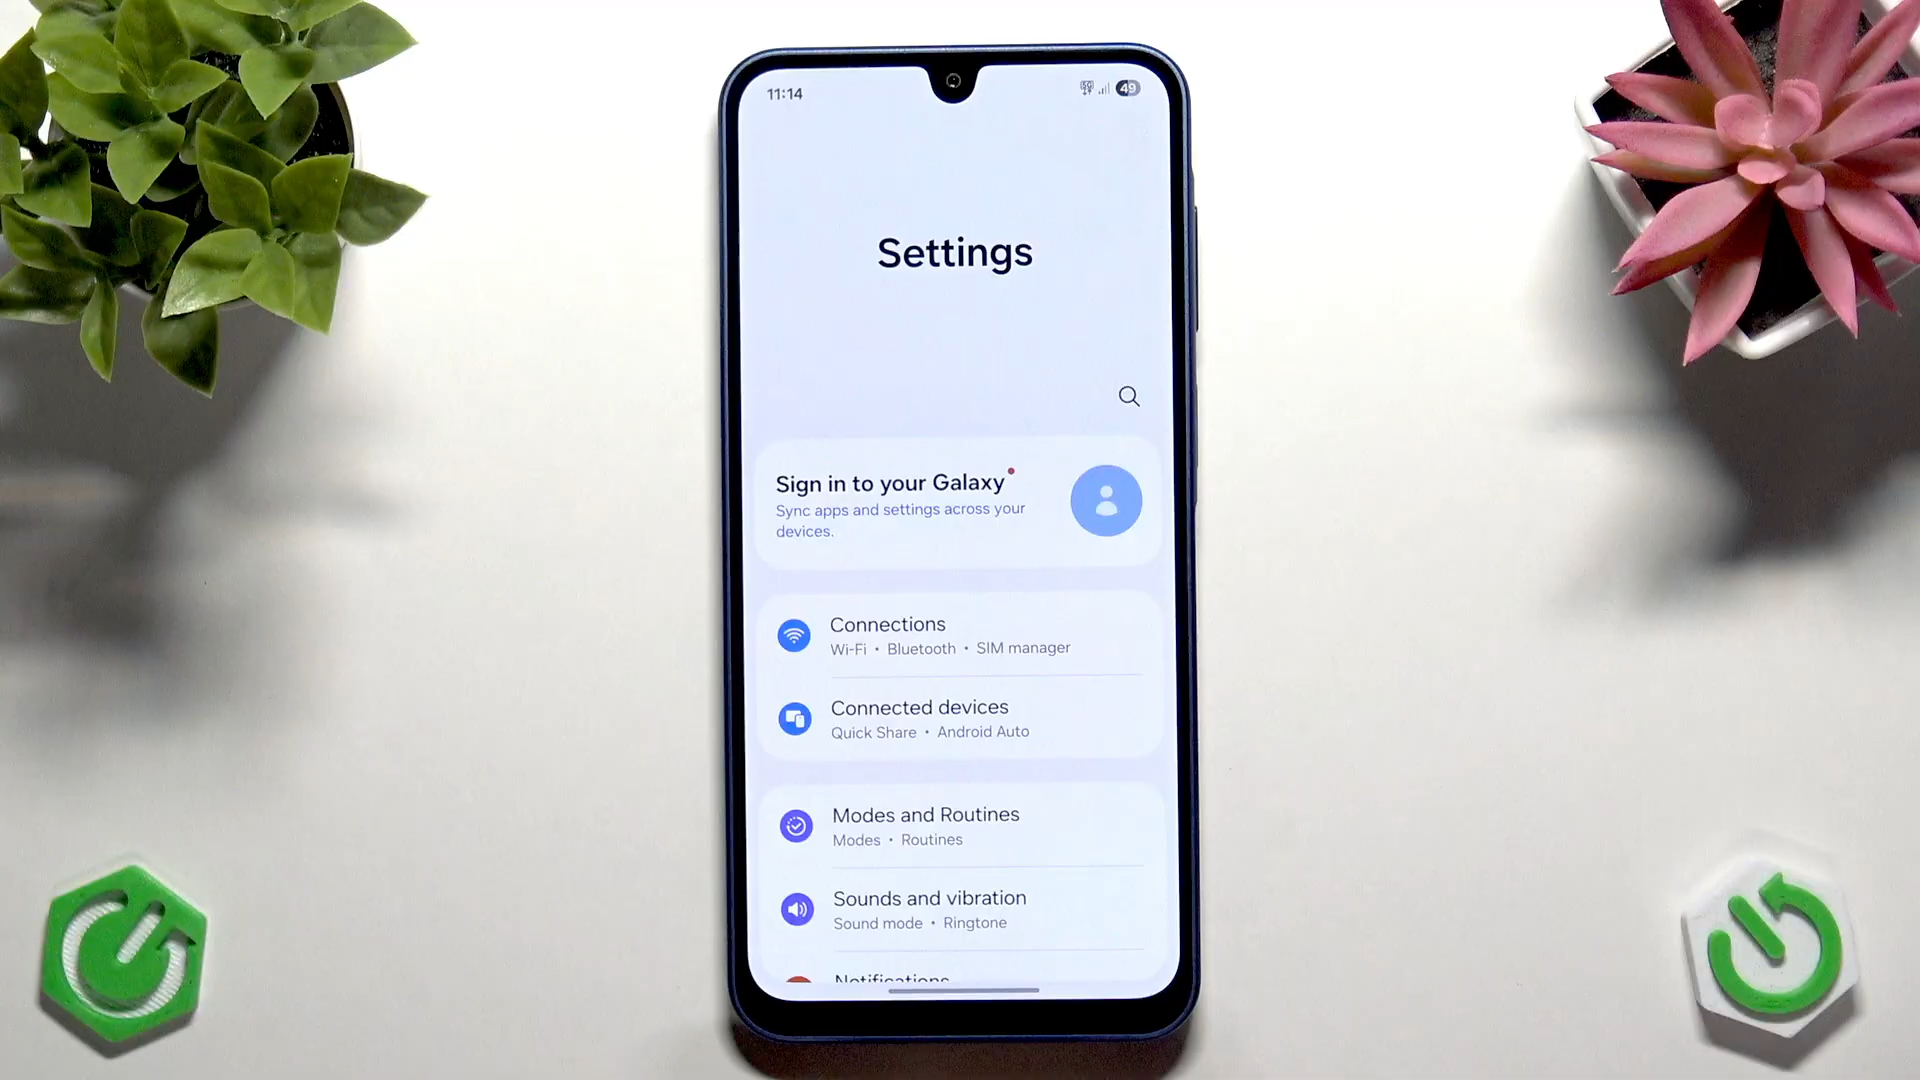 11:14
5G 49
Settings
Sign in to your Galaxy
Sync apps and settings across your
devices.
Connections
Wi-Fi • Bluetooth • SIM manager
Connected devices
Quick Share • Android Auto
Modes and Routines
Modes • Routines
Sounds and vibration
Sound mode • Ringtone
Notifications